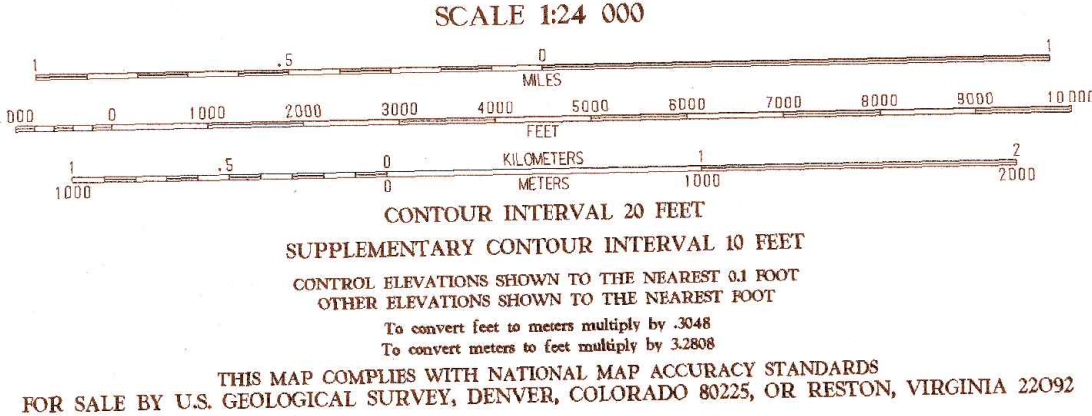 SCALE 1:24 000
1 .5 0 1
MILES
000 0 1000 2000 3000 4000 5000 6000 7000 8000 9000 10 000
FEET
1 .5 0 KILOMETERS 1 2
1000 0 METERS 1000 2000
CONTOUR INTERVAL 20 FEET
SUPPLEMENTARY CONTOUR INTERVAL 10 FEET
CONTROL ELEVATIONS SHOWN TO THE NEAREST 0.1 FOOT
OTHER ELEVATIONS SHOWN TO THE NEAREST FOOT
To convert feet to meters multiply by .3048
To convert meters to feet multiply by 3.2808
THIS MAP COMPLIES WITH NATIONAL MAP ACCURACY STANDARDS
FOR SALE BY U.S. GEOLOGICAL SURVEY, DENVER, COLORADO 80225, OR RESTON, VIRGINIA 22092